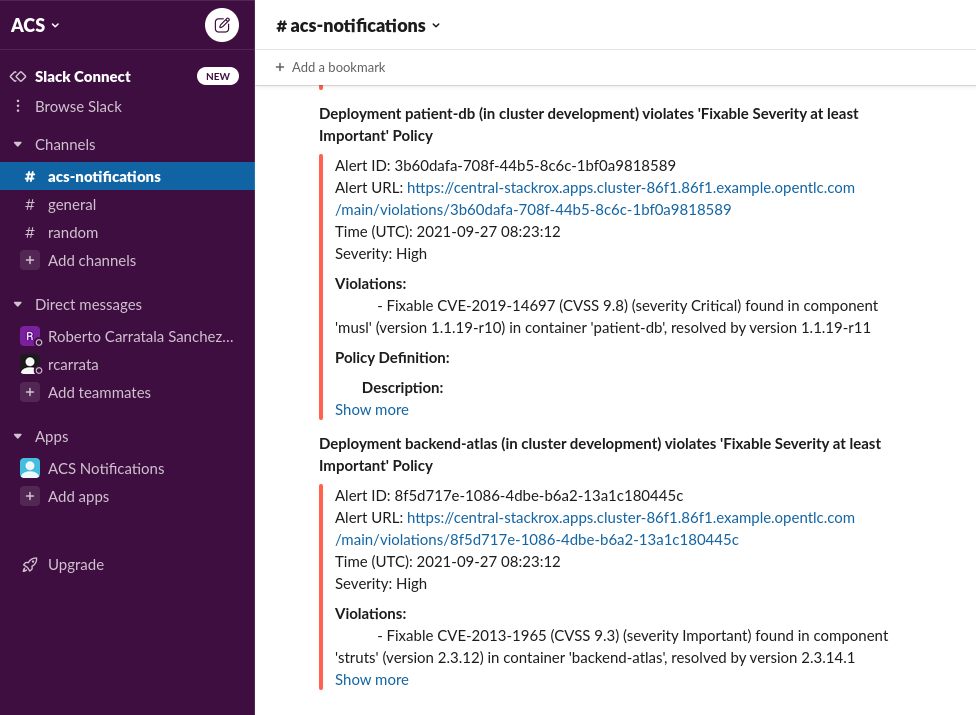 ACS
Slack Connect
NEW
Browse Slack
Channels
# acs-notifications
# general
# random
+ Add channels
Direct messages
R Roberto Carratala Sanchez...
rcarrata
+ Add teammates
Apps
ACS Notifications
+ Add apps
Upgrade
# acs-notifications
+ Add a bookmark
Deployment patient-db (in cluster development) violates 'Fixable Severity at least
Important' Policy
Alert ID: 3b60dafa-708f-44b5-8c6c-1bf0a9818589
Alert URL: https://central-stackrox.apps.cluster-86f1.86f1.example.opentlc.com
/main/violations/3b60dafa-708f-44b5-8c6c-1bf0a9818589
Time (UTC): 2021-09-27 08:23:12
Severity: High
Violations:
- Fixable CVE-2019-14697 (CVSS 9.8) (severity Critical) found in component
'musl' (version 1.1.19-r10) in container 'patient-db', resolved by version 1.1.19-r11
Policy Definition:
Description:
Show more
Deployment backend-atlas (in cluster development) violates 'Fixable Severity at least
Important' Policy
Alert ID: 8f5d717e-1086-4dbe-b6a2-13a1c180445c
Alert URL: https://central-stackrox.apps.cluster-86f1.86f1.example.opentlc.com
/main/violations/8f5d717e-1086-4dbe-b6a2-13a1c180445c
Time (UTC): 2021-09-27 08:23:12
Severity: High
Violations:
- Fixable CVE-2013-1965 (CVSS 9.3) (severity Important) found in component
'struts' (version 2.3.12) in container 'backend-atlas', resolved by version 2.3.14.1
Show more